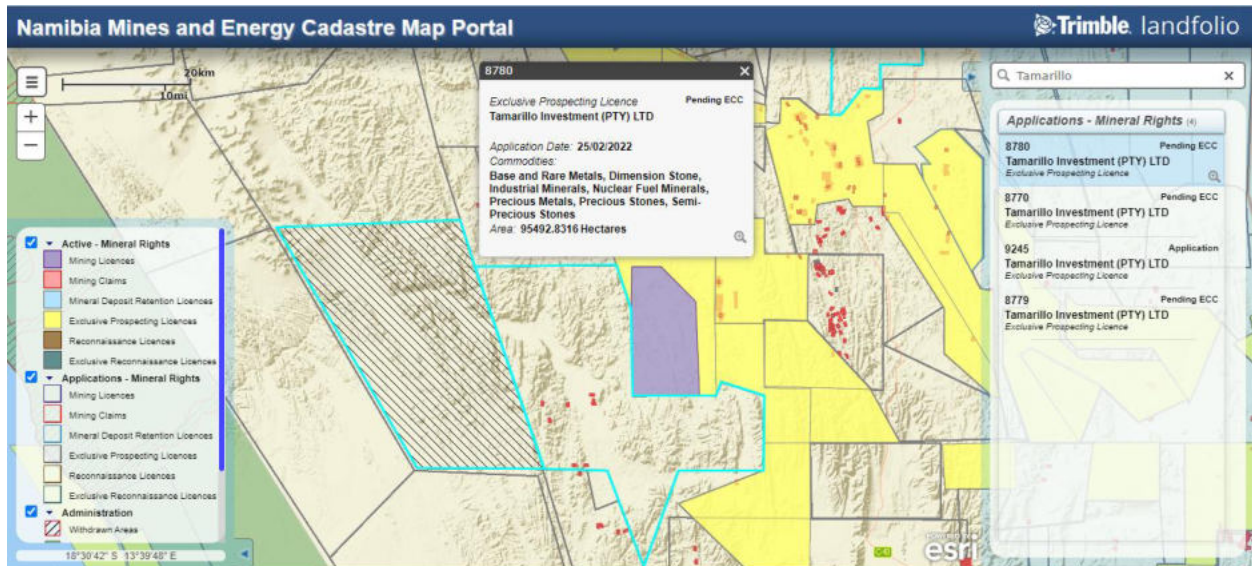 Namibia Mines and Energy Cadastre Map Portal
Trimble. landfolio
20km
10mi
+
−
8780
Exclusive Prospecting Licence Pending ECC
Tamarillo Investment (PTY) LTD
Application Date: 25/02/2022
Commodities:
Base and Rare Metals, Dimension Stone,
Industrial Minerals, Nuclear Fuel Minerals,
Precious Metals, Precious Stones, Semi-
Precious Stones
Area: 95492.8316 Hectares
Tamarillo
Applications - Mineral Rights (4)
8780 Pending ECC
Tamarillo Investment (PTY) LTD
Exclusive Prospecting Licence
8770 Pending ECC
Tamarillo Investment (PTY) LTD
Exclusive Prospecting Licence
9245 Application
Tamarillo Investment (PTY) LTD
Exclusive Prospecting Licence
8779 Pending ECC
Tamarillo Investment (PTY) LTD
Exclusive Prospecting Licence
Active - Mineral Rights
Mining Licences
Mining Claims
Mineral Deposit Retention Licences
Exclusive Prospecting Licences
Reconnaissance Licences
Exclusive Reconnaissance Licences
Applications - Mineral Rights
Mining Licences
Mining Claims
Mineral Deposit Retention Licences
Exclusive Prospecting Licences
Reconnaissance Licences
Exclusive Reconnaissance Licences
Administration
Withdrawn Areas
18°30'42" S 13°39'48" E
esri